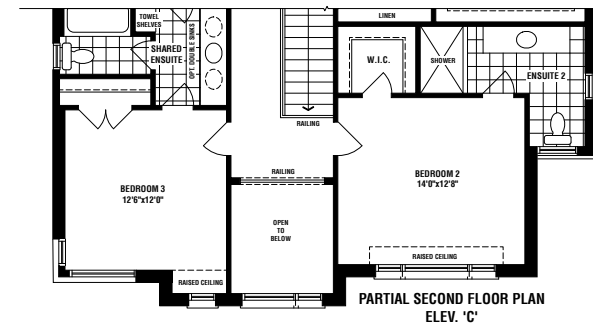 TOWEL
SHELVES
SHARED
ENSUITE
OPT. DOUBLE SINKS
LINEN
W.I.C.
SHOWER
ENSUITE 2
RAILING
BEDROOM 3
12'6"x12'0"
RAILING
BEDROOM 2
14'0"x12'8"
OPEN
TO
BELOW
RAISED CEILING
RAISED CEILING
PARTIAL SECOND FLOOR PLAN
ELEV. 'C'